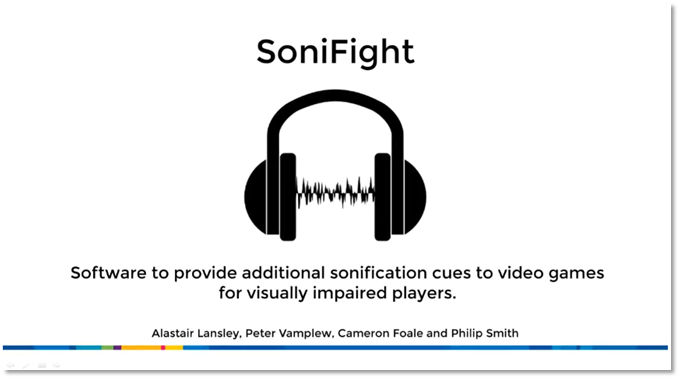 SoniFight
Software to provide additional sonification cues to video games
for visually impaired players.
Alastair Lansley, Peter Vamplew, Cameron Foale and Philip Smith